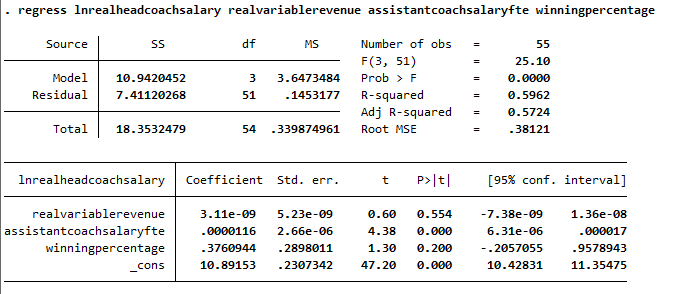 . regress lnrealheadcoachsalary realvariablerevenue assistantcoachsalaryfte winningpercentage
Source SS df MS Number of obs = 55
F(3, 51) = 25.10
Model 10.9420452 3 3.6473484 Prob > F = 0.0000
Residual 7.41120268 51 .1453177 R-squared = 0.5962
Adj R-squared = 0.5724
Total 18.3532479 54 .339874961 Root MSE = .38121
lnrealheadcoachsalary Coefficient Std. err. t P>|t| [95% conf. interval]
realvariablerevenue 3.11e-09 5.23e-09 0.60 0.554 -7.38e-09 1.36e-08
assistantcoachsalaryfte .0000116 2.66e-06 4.38 0.000 6.31e-06 .000017
winningpercentage .3760944 .2898011 1.30 0.200 -.2057055 .9578943
_cons 10.89153 .2307342 47.20 0.000 10.42831 11.35475